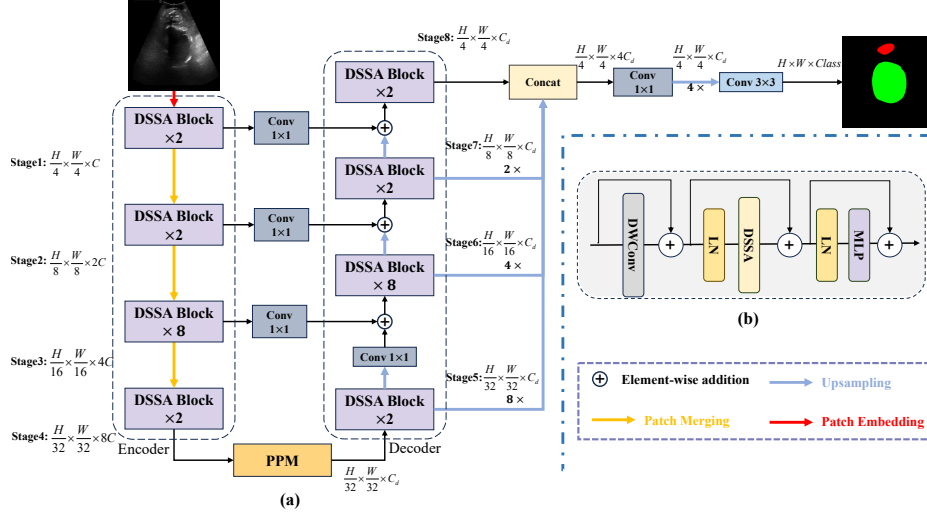 Stage8: H/4 × W/4 × C_d
DSSA Block
×2
Concat
H/4 × W/4 × 4C_d
Conv
1×1
H/4 × W/4 × C_d
4 ×
Conv 3×3
H × W × Class
DSSA Block
×2
Conv
1×1
Stage1: H/4 × W/4 × C
DSSA Block
×2
Stage7: H/8 × W/8 × C_d
2 ×
DSSA Block
×2
Conv
1×1
Stage2: H/8 × W/8 × 2C
DSSA Block
× 8
Stage6: H/16 × W/16 × C_d
4 ×
DSSA Block
× 8
Conv
1×1
Stage3: H/16 × W/16 × 4C
Conv 1×1
Stage5: H/32 × W/32 × C_d
8 ×
DSSA Block
×2
DSSA Block
×2
Stage4: H/32 × W/32 × 8C
Encoder
Decoder
PPM
H/32 × W/32 × C_d
(a)
DWConv
LN
DSSA
LN
MLP
(b)
Element-wise addition
Upsampling
Patch Merging
Patch Embedding